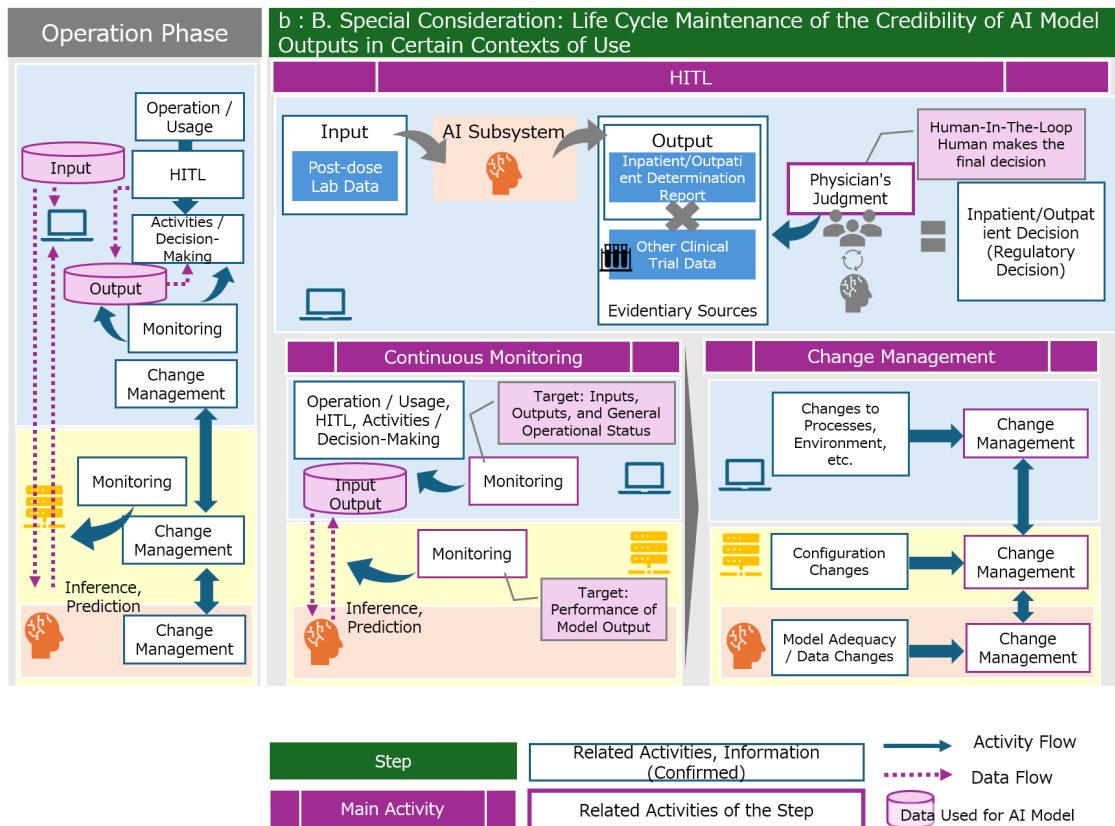 Operation Phase
b : B. Special Consideration: Life Cycle Maintenance of the Credibility of AI Model
Outputs in Certain Contexts of Use
Operation /
Usage
Input
HITL
Activities /
Decision-
Making
Output
Monitoring
Change
Management
Monitoring
Change
Management
Inference,
Prediction
Change
Management
HITL
Input
Post-dose
Lab Data
AI Subsystem
Output
Inpatient/Outpati
ent Determination
Report
Other Clinical
Trial Data
Evidentiary Sources
Human-In-The-Loop
Human makes the
final decision
Physician's
Judgment
Inpatient/Outpat
ient Decision
(Regulatory
Decision)
Continuous Monitoring
Operation / Usage,
HITL, Activities
/ Decision-Making
Target: Inputs,
Outputs, and General
Operational Status
Input
Output
Monitoring
Monitoring
Inference,
Prediction
Target:
Performance of
Model Output
Change Management
Changes to
Processes,
Environment,
etc.
Change
Management
Configuration
Changes
Change
Management
Model Adequacy
/ Data Changes
Change
Management
Step
Related Activities, Information
(Confirmed)
Activity Flow
Data Flow
Main Activity
Related Activities of the Step
Data Used for AI Model